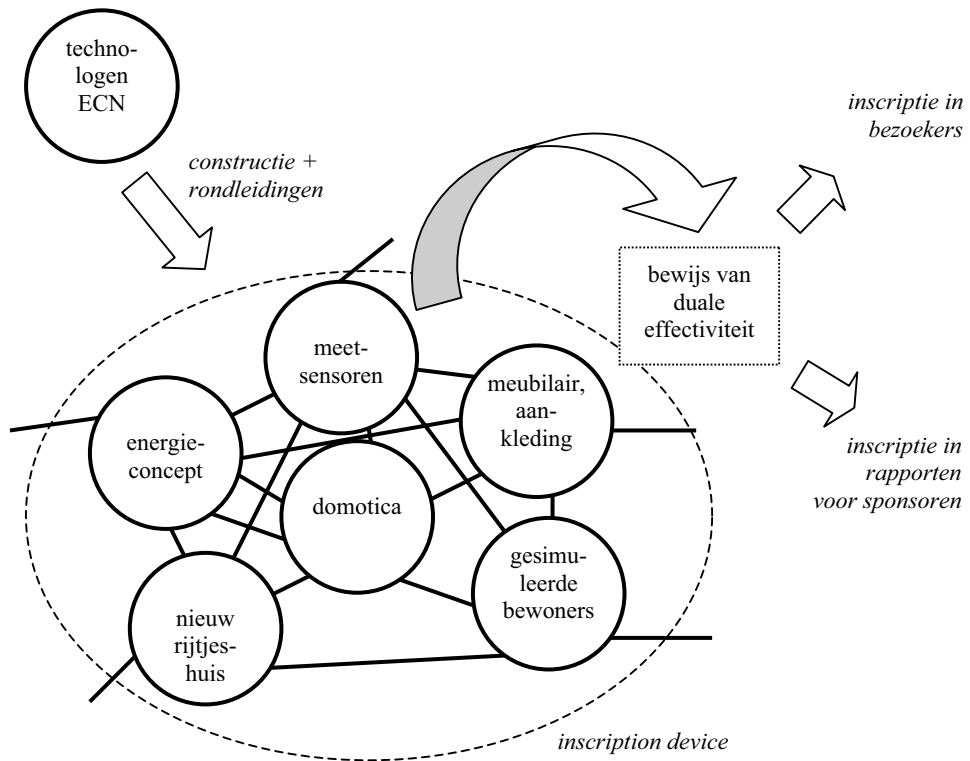 techno-
logen
ECN
constructie +
rondleidingen
inscriptie in
bezoekers
bewijs van
duale
effectiviteit
inscriptie in
rapporten
voor sponsoren
meet-
sensoren
meubilair,
aan-
kleding
energie-
concept
domotica
gesimu-
leerde
bewoners
nieuw
rijtjes-
huis
inscription device